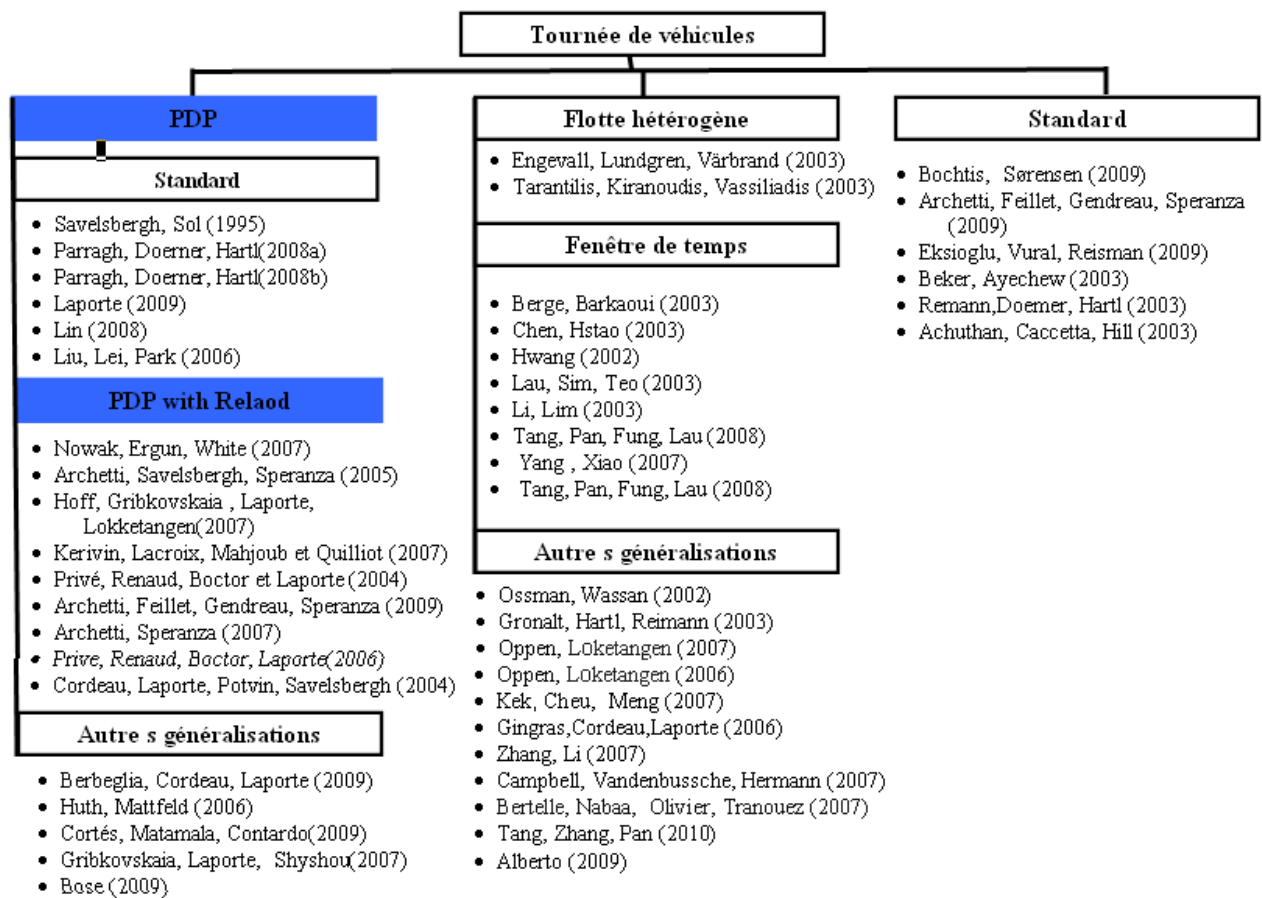 Tournée de véhicules
PDP
Standard
• Savelsbergh, Sol (1995)
• Parragh, Doerner, Hartl(2008a)
• Parragh, Doerner, Hartl(2008b)
• Laporte (2009)
• Lin (2008)
• Liu, Lei, Park (2006)
PDP with Relaod
• Nowak, Ergun, White (2007)
• Archetti, Savelsbergh, Speranza (2005)
• Hoff, Gribkovskaia , Laporte,
Lokketangen(2007)
• Kerivin, Lacroix, Mahjoub et Quilliot (2007)
• Privé, Renaud, Boctor et Laporte (2004)
• Archetti, Feillet, Gendreau, Speranza (2009)
• Archetti, Speranza (2007)
• Prive, Renaud, Boctor, Laporte(2006)
• Cordeau, Laporte, Potvin, Savelsbergh (2004)
Autre s généralisations
• Berbeglia, Cordeau, Laporte (2009)
• Huth, Mattfeld (2006)
• Cortés, Matamala, Contardo(2009)
• Gribkovskaia, Laporte, Shyshou(2007)
• Bose (2009)
Flotte hétérogène
• Engevall, Lundgren, Värbrand (2003)
• Tarantilis, Kiranoudis, Vassiliadis (2003)
Fenêtre de temps
• Berge, Barkaoui (2003)
• Chen, Hstao (2003)
• Hwang (2002)
• Lau, Sim, Teo (2003)
• Li, Lim (2003)
• Tang, Pan, Fung, Lau (2008)
• Yang , Xiao (2007)
• Tang, Pan, Fung, Lau (2008)
Autre s généralisations
• Ossman, Wassan (2002)
• Gronalt, Hartl, Reimann (2003)
• Oppen, Loketangen (2007)
• Oppen, Loketangen (2006)
• Kek, Cheu, Meng (2007)
• Gingras,Cordeau,Laporte (2006)
• Zhang, Li (2007)
• Campbell, Vandenbussche, Hermann (2007)
• Bertelle, Nabaa, Olivier, Tranouez (2007)
• Tang, Zhang, Pan (2010)
• Alberto (2009)
Standard
• Bochtis, Sørensen (2009)
• Archetti, Feillet, Gendreau, Speranza
(2009)
• Eksioglu, Vural, Reisman (2009)
• Beker, Ayechew (2003)
• Remann,Doerner, Hartl (2003)
• Achuthan, Caccetta, Hill (2003)